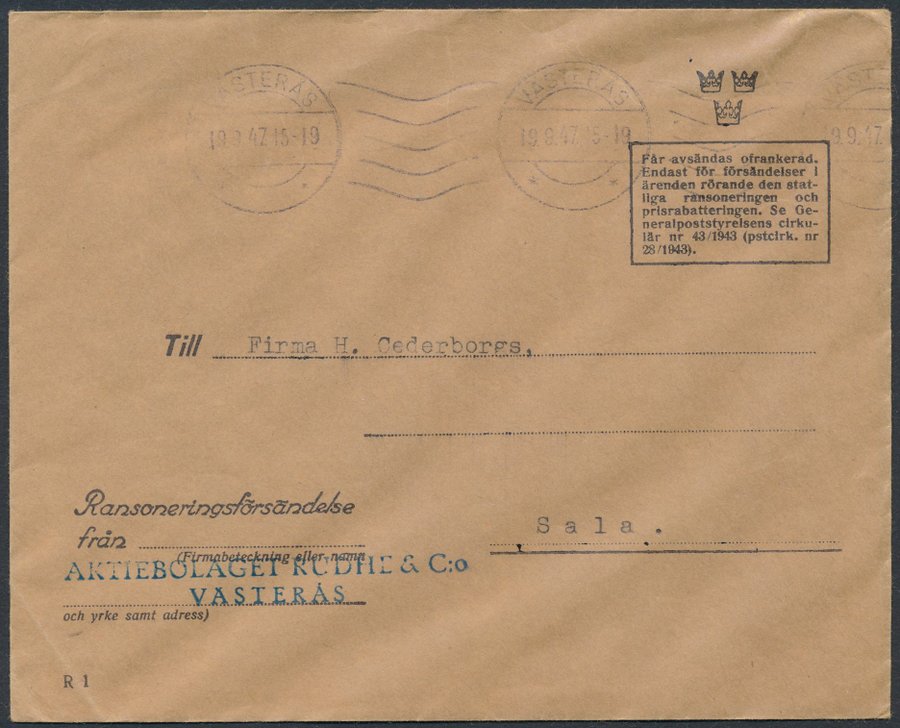 VÄSTERÅS
19.9.47.15-19
VÄSTERÅS
19.9.47.15-19
VÄSTERÅS
19.9.47
Får avsändas ofrankerad.
Endast för försändelser i
ärenden rörande den stat-
liga ransoneringen och
prisrabatteringen. Se Ge-
neralpoststyrelsens cirku-
lär nr 43/1943 (pstcirk. nr
28/1943).
Till Firma H. Cederborgs,
Sala.
Ransoneringsförsändelse
från
(Firmabeteckning eller namn
AKTIEBOLAGET RUDHE & C:o
VÄSTERÅS
och yrke samt adress)
R 1